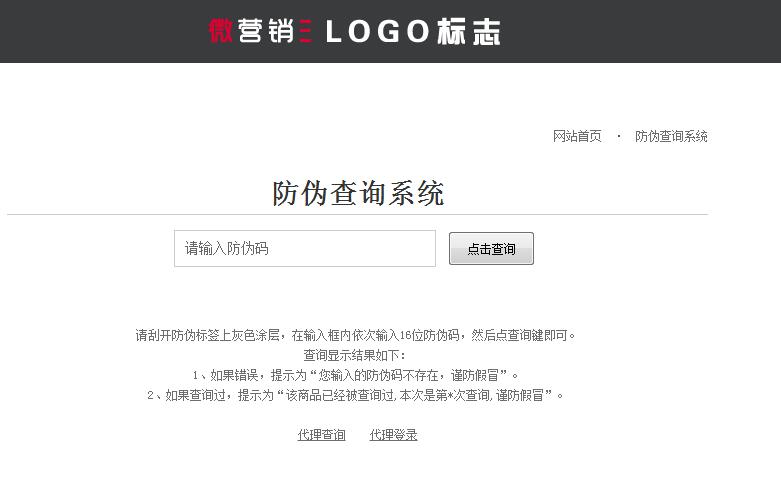 微营销三LOGO标志
网站首页 · 防伪查询系统
防伪查询系统
请输入防伪码 点击查询
请刮开防伪标签上灰色涂层，在输入框内依次输入16位防伪码，然后点查询键即可。
查询显示结果如下：
1、如果错误，提示为“您输入的防伪码不存在，谨防假冒”。
2、如果查询过，提示为“该商品已经被查询过,本次是第*次查询,谨防假冒”。
代理查询 代理登录